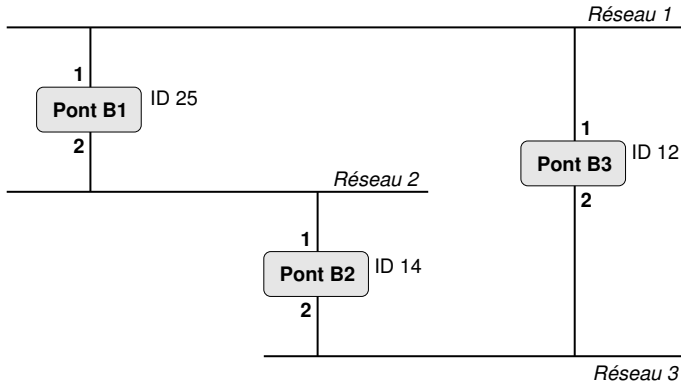 Réseau 1
1
Pont B1
ID 25
2
1
Pont B3
ID 12
2
Réseau 2
1
Pont B2
ID 14
2
Réseau 3